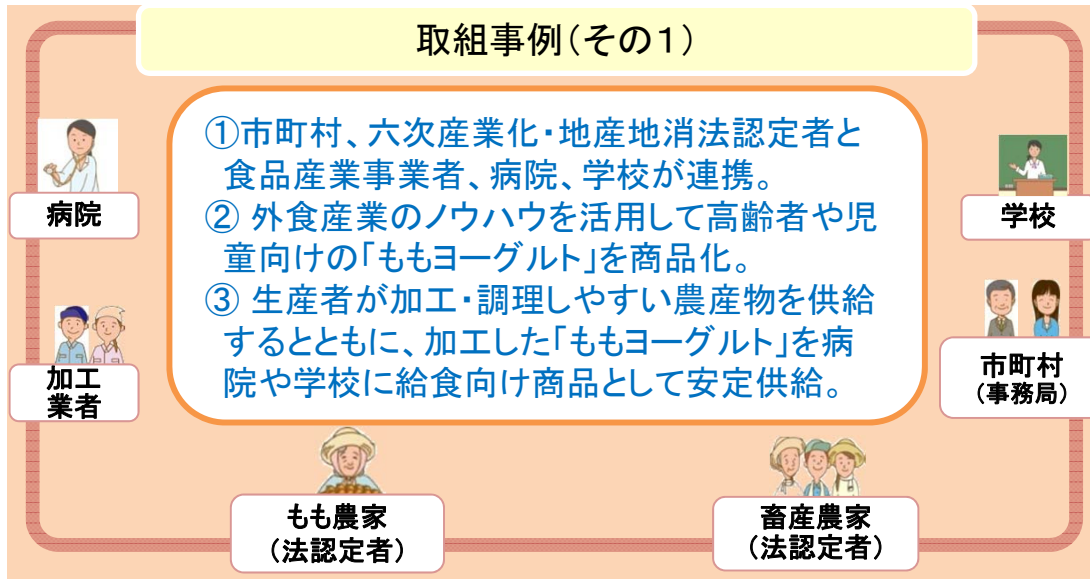 取組事例（その１）
①市町村、六次産業化・地産地消法認定者と
食品産業事業者、病院、学校が連携。
② 外食産業のノウハウを活用して高齢者や児
童向けの「ももヨーグルト」を商品化。
③ 生産者が加工・調理しやすい農産物を供給
するとともに、加工した「ももヨーグルト」を病
院や学校に給食向け商品として安定供給。
病院
学校
加工
業者
市町村
（事務局）
もも農家
（法認定者）
畜産農家
（法認定者）